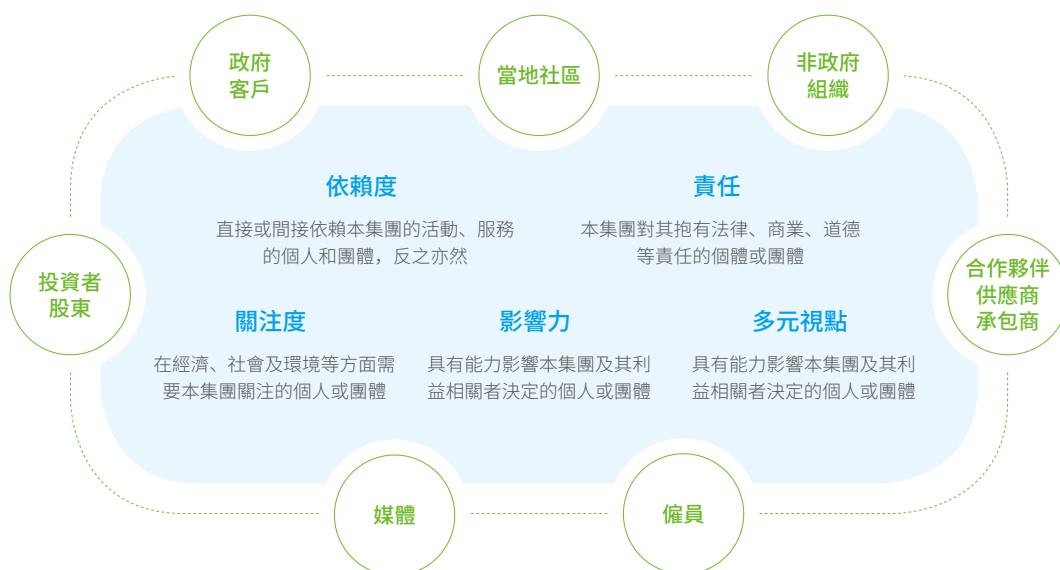 政府
客戶
當地社區
非政府
組織
依賴度
直接或間接依賴本集團的活動、服務
的個人和團體，反之亦然
責任
本集團對其抱有法律、商業、道德
等責任的個體或團體
投資者
股東
合作夥伴
供應商
承包商
關注度
在經濟、社會及環境等方面需
要本集團關注的個人或團體
影響力
具有能力影響本集團及其利
益相關者決定的個人或團體
多元視點
具有能力影響本集團及其利
益相關者決定的個人或團體
媒體
僱員